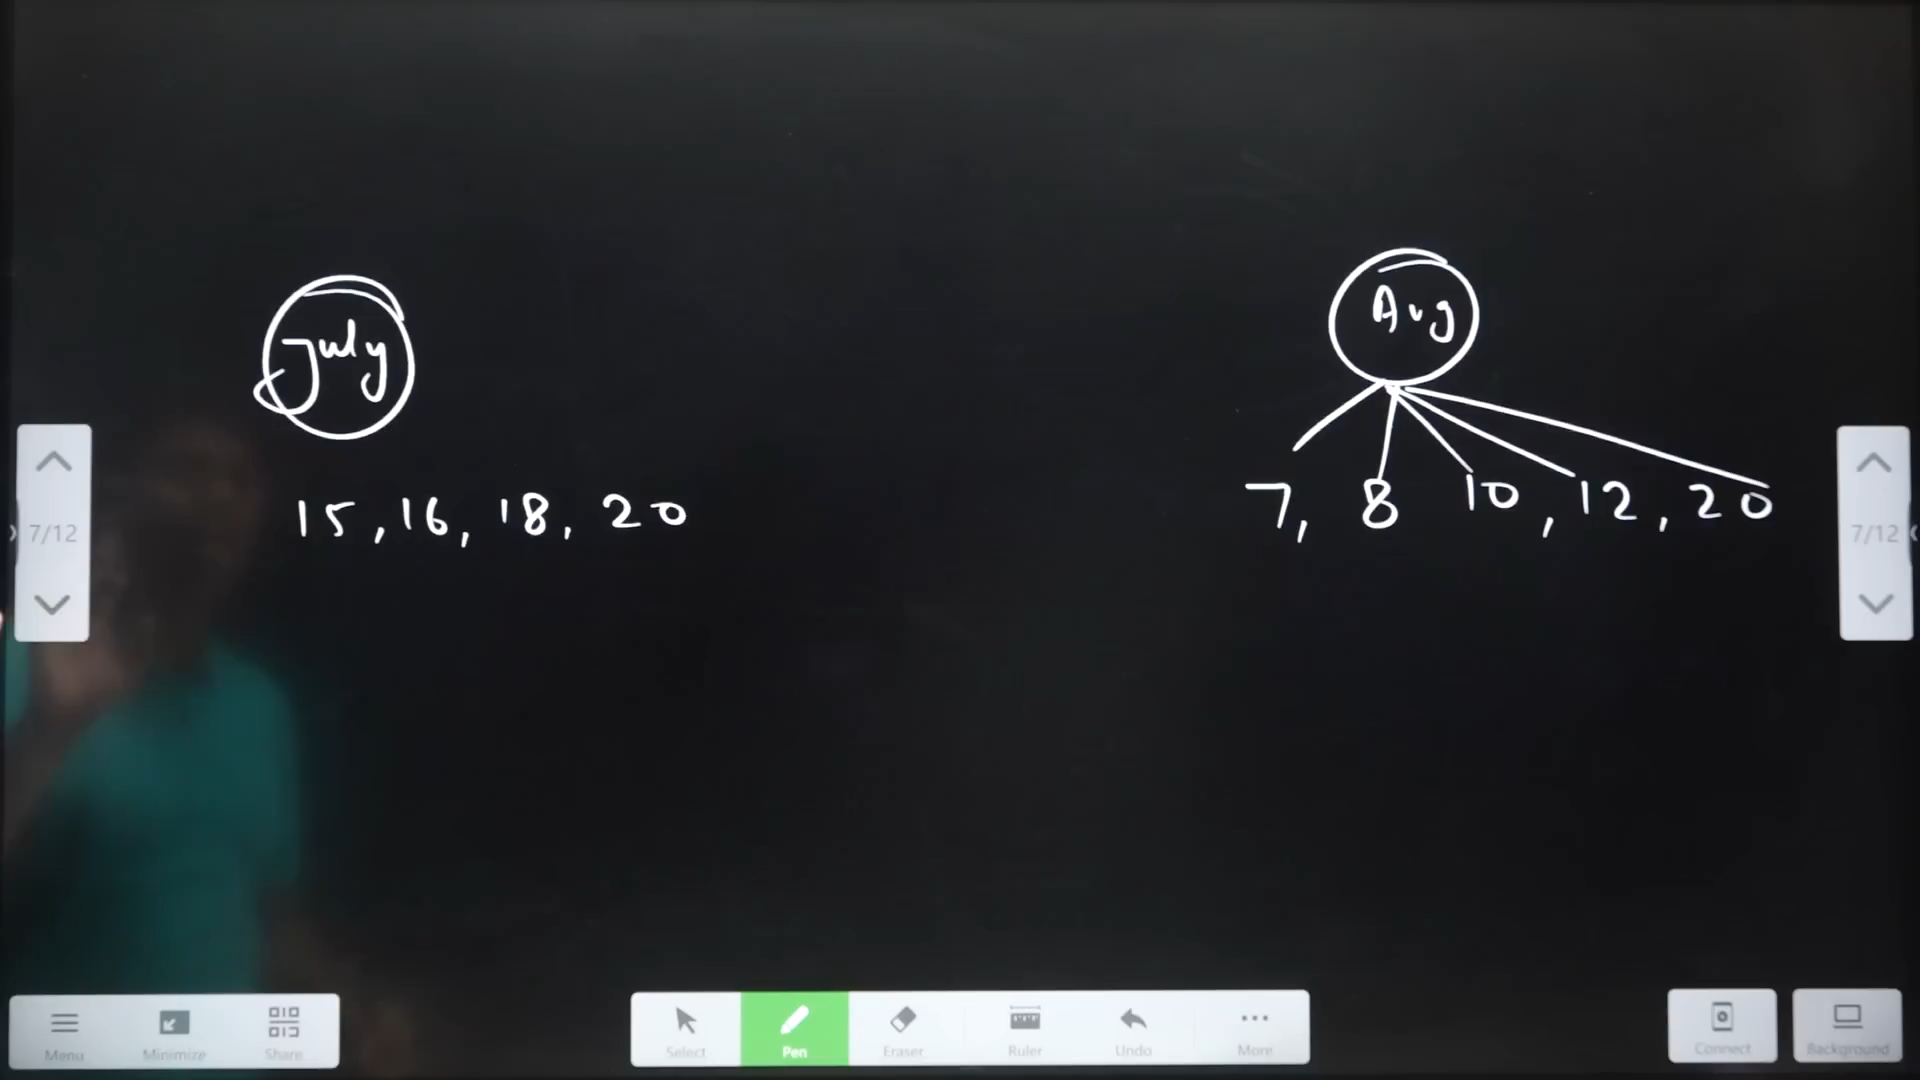 July
Aug
15, 16, 18, 20
7, 8 10, 12, 20
7/12
7/12
Menu
Minimize
Share
Select
Pen
Eraser
Ruler
Undo
More
Connect
Background